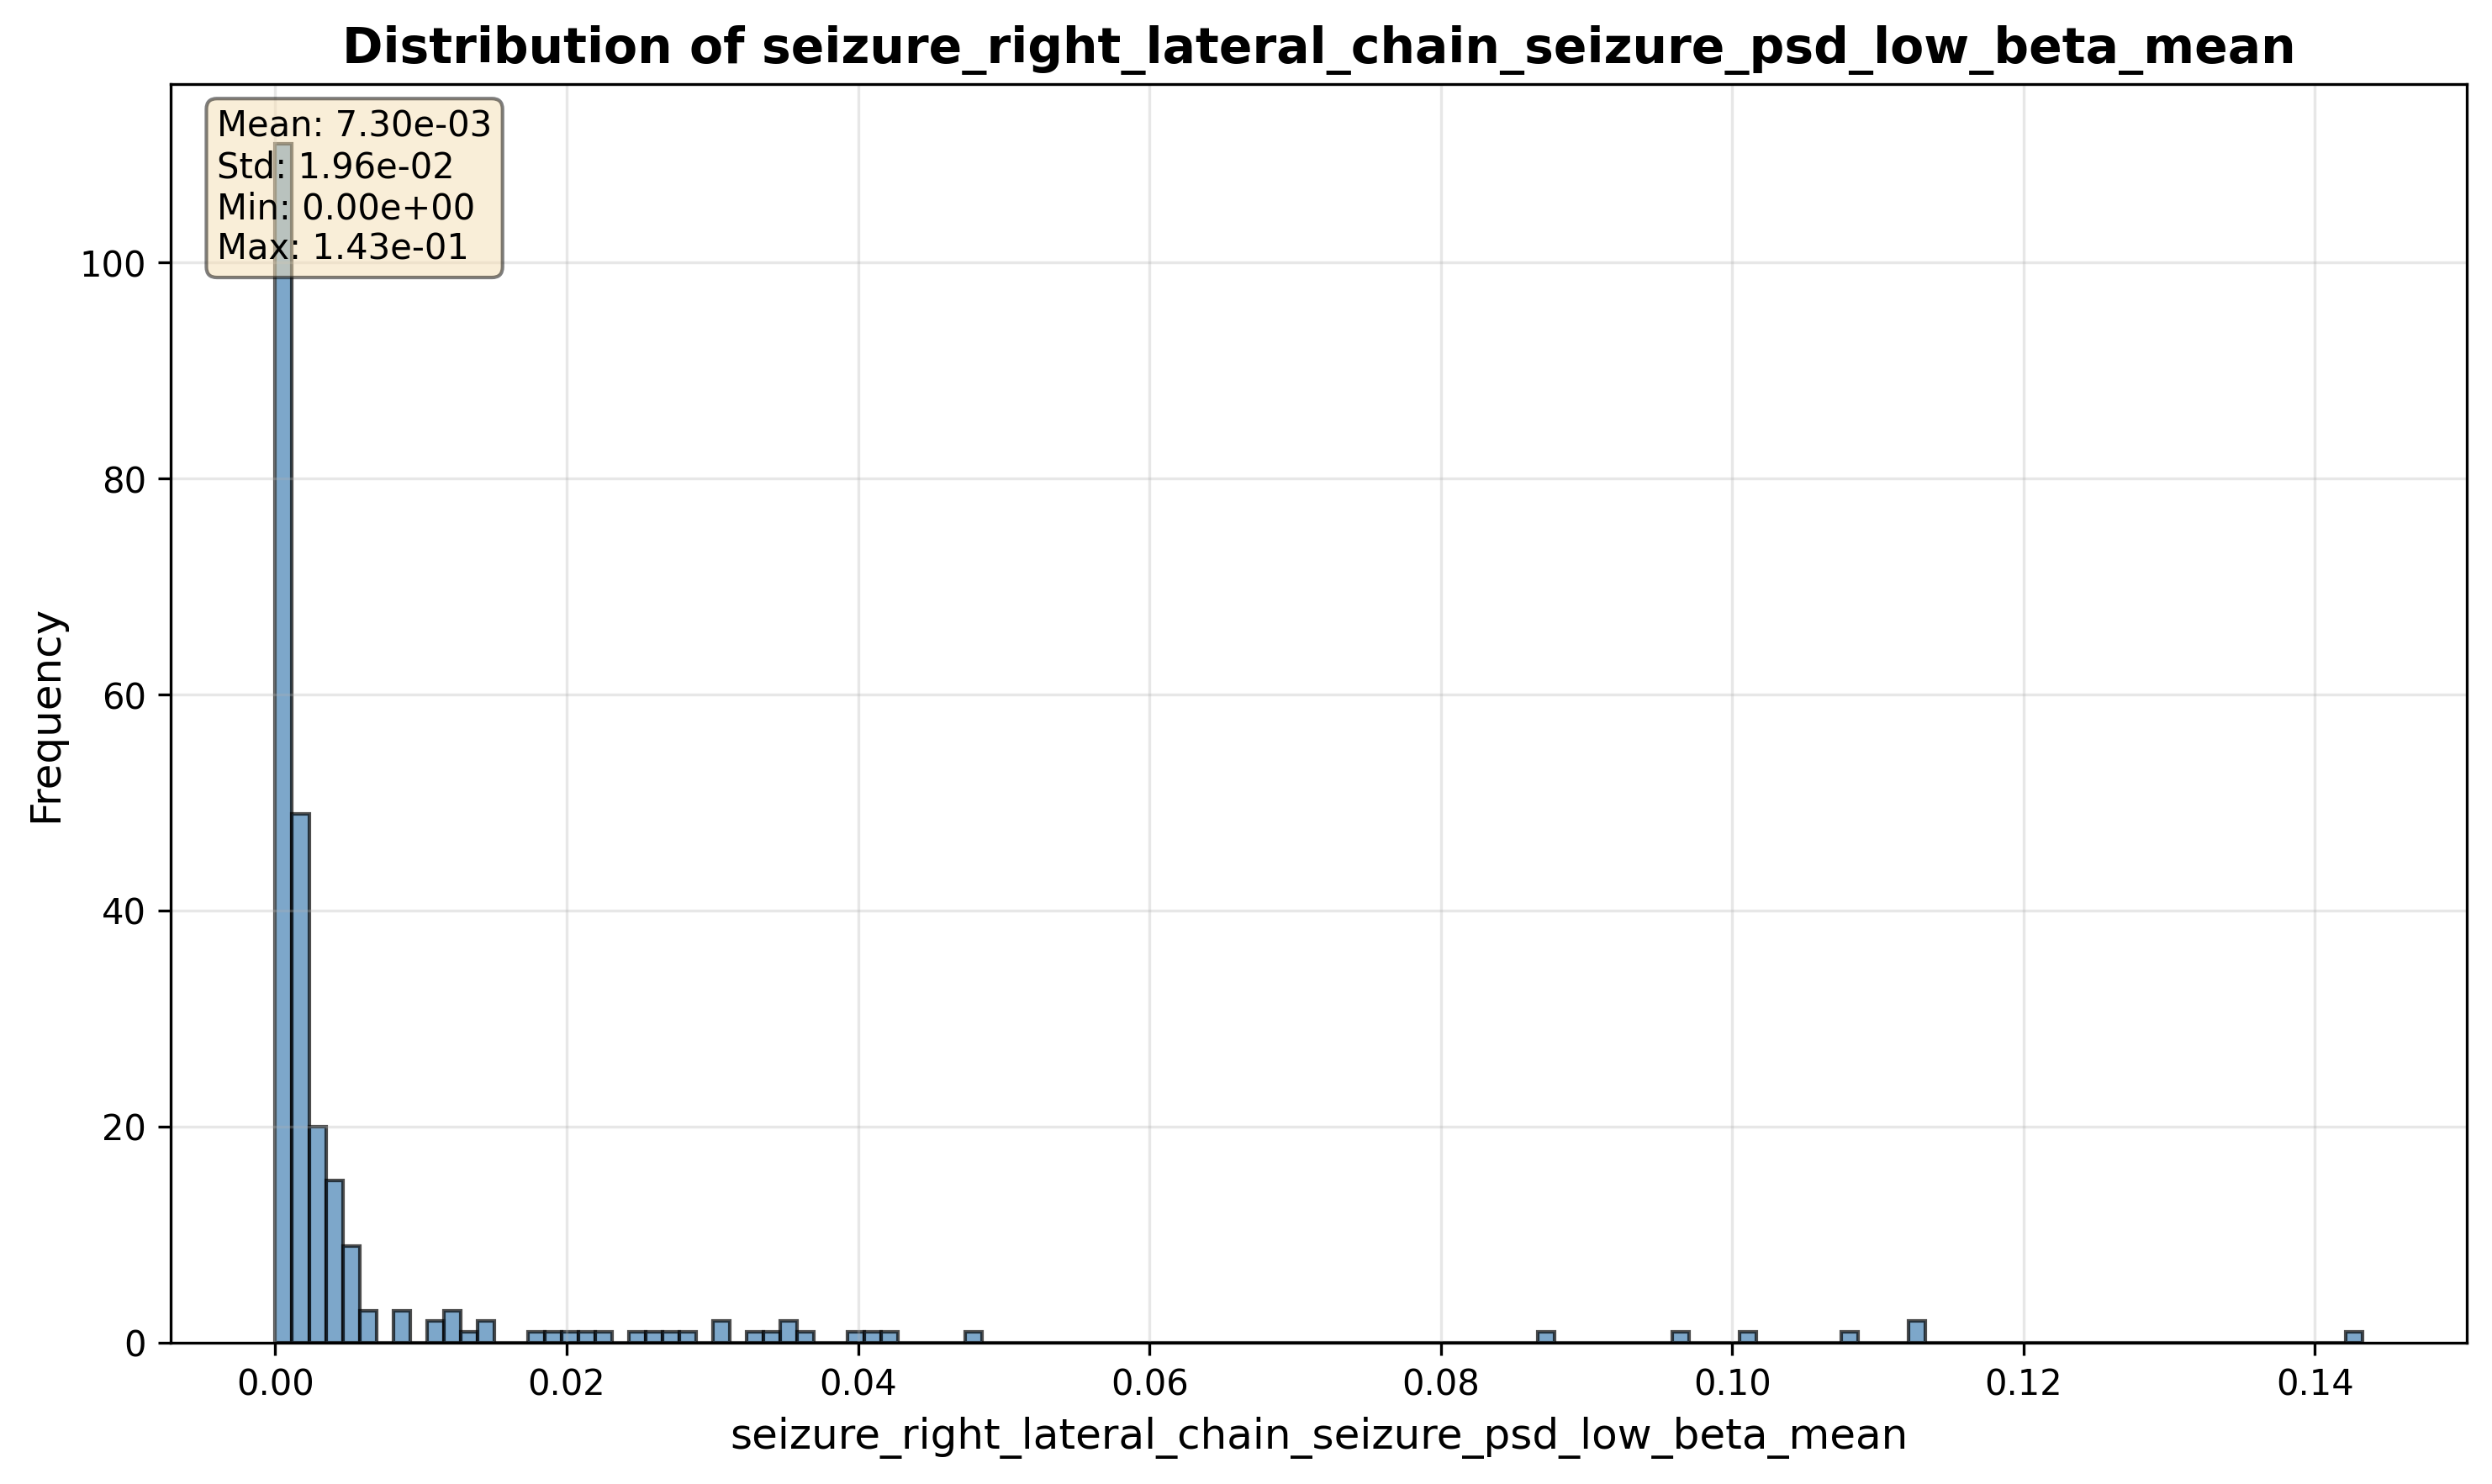 Distribution of seizure_right_lateral_chain_seizure_psd_low_beta_mean
Mean: 7.30e-03
Std: 1.96e-02
Min: 0.00e+00
Max: 1.43e-01
Frequency
100
80
60
40
20
0
0.00 0.02 0.04 0.06 0.08 0.10 0.12 0.14
seizure_right_lateral_chain_seizure_psd_low_beta_mean